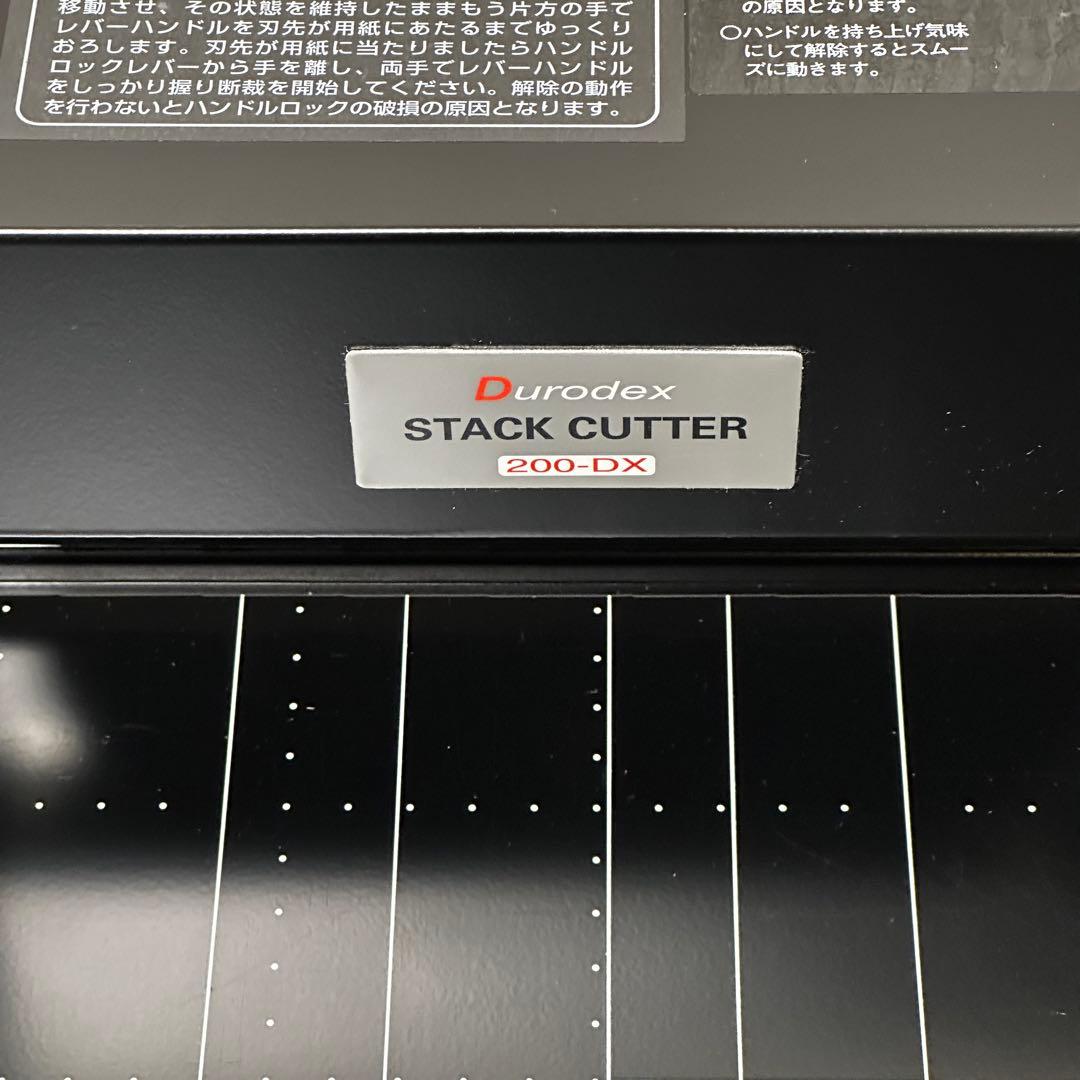 移動させ、その状態を維持したままもう片方の手で
レバーハンドルを刃先が用紙にあたるまでゆっくり
おろします。刃先が用紙に当たりましたらハンドル
ロックレバーから手を離し、両手でレバーハンドル
をしっかり握り断裁を開始してください。解除の動作
を行わないとハンドルロックの破損の原因となります。
の原因となります。
○ハンドルを持ち上げ気味
にして解除するとスムー
ズに動きます。
Durodex
STACK CUTTER
200-DX